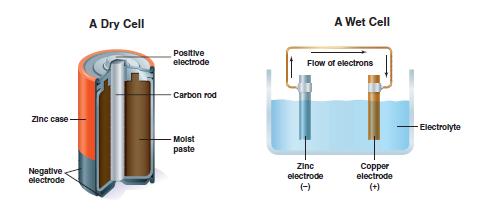 A Dry Cell
Positive
electrode
Carbon rod
Zinc case
Moist
paste
Negative
electrode
A Wet Cell
Flow of electrons
Electrolyte
Zinc
electrode
(–)
Copper
electrode
(+)